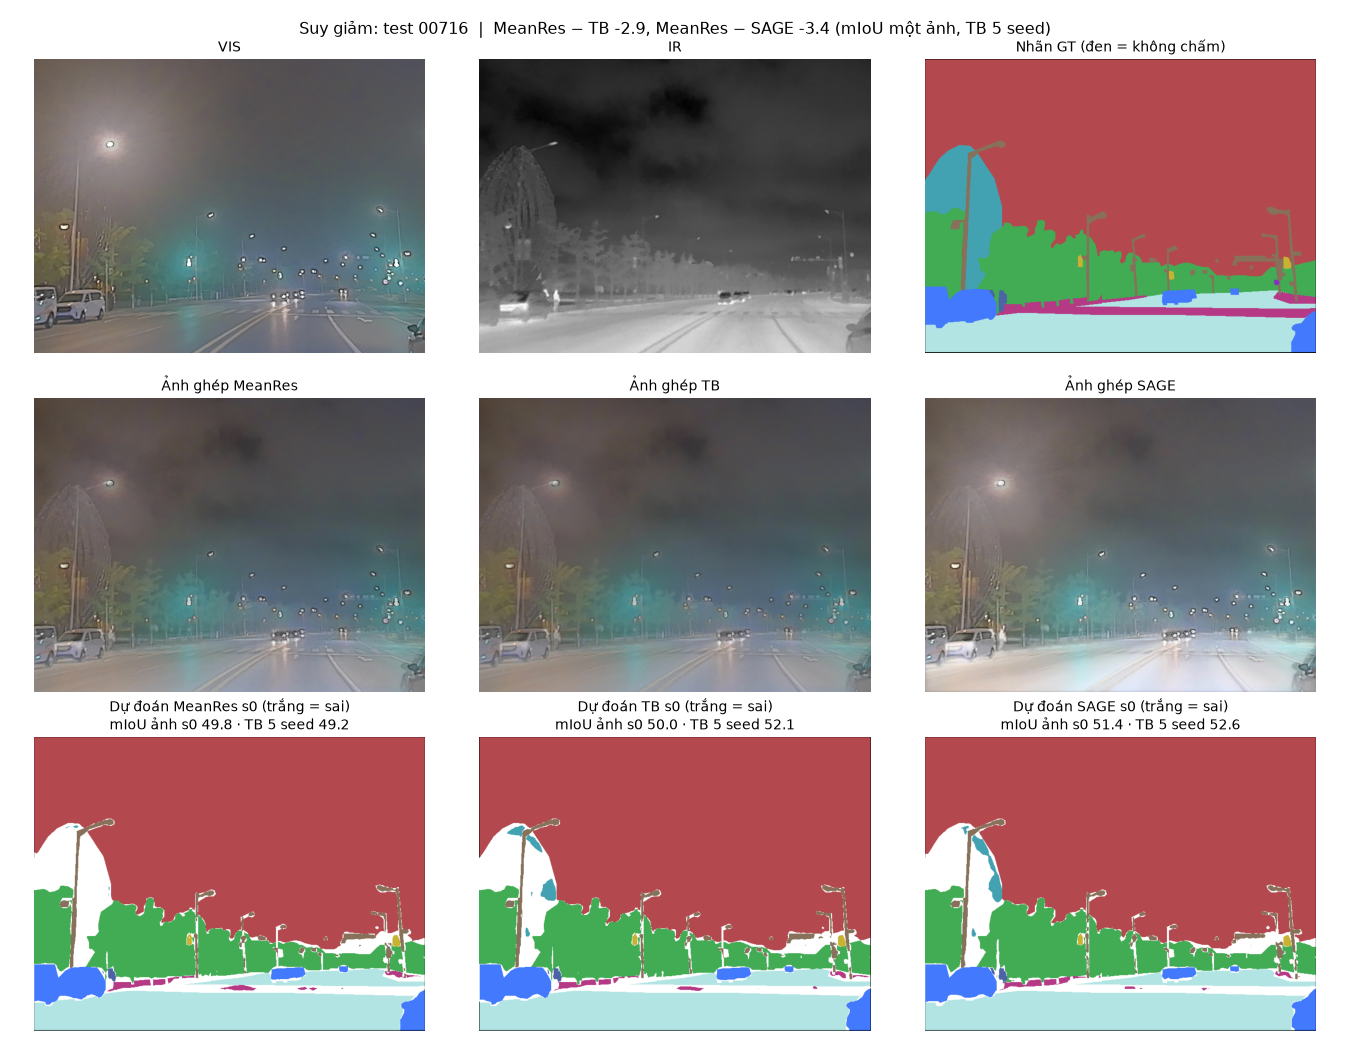 Suy giảm: test 00716 | MeanRes − TB -2.9, MeanRes − SAGE -3.4 (mIoU một ảnh, TB 5 seed)
VIS
IR
Nhãn GT (đen = không chấm)
Ảnh ghép MeanRes
Ảnh ghép TB
Ảnh ghép SAGE
Dự đoán MeanRes s0 (trắng = sai)
mIoU ảnh s0 49.8 · TB 5 seed 49.2
Dự đoán TB s0 (trắng = sai)
mIoU ảnh s0 50.0 · TB 5 seed 52.1
Dự đoán SAGE s0 (trắng = sai)
mIoU ảnh s0 51.4 · TB 5 seed 52.6